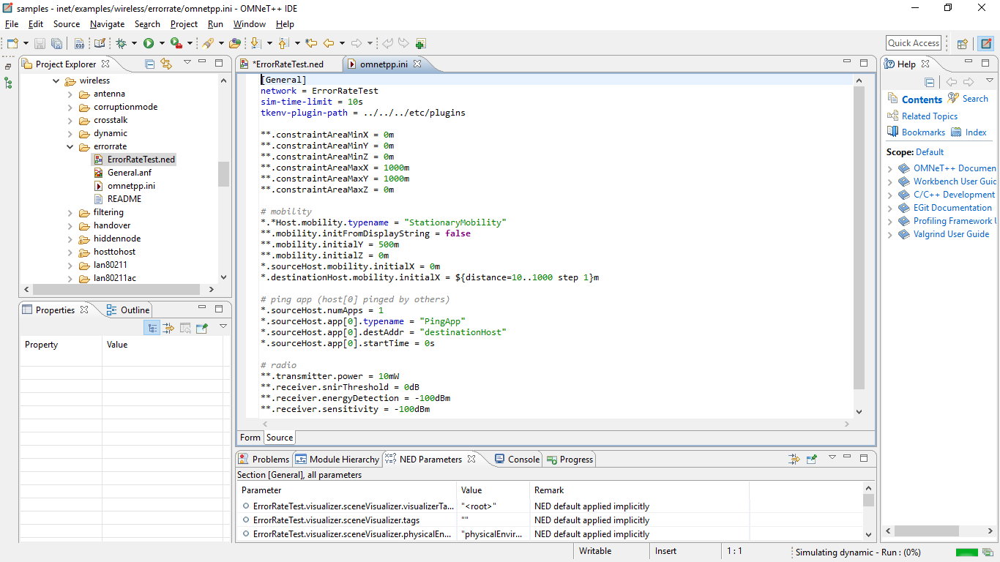 samples - inet/examples/wireless/errorrate/omnetpp.ini - OMNeT++ IDE
File Edit Source Navigate Search Project Run Window Help
Quick Access
Project Explorer
wireless
antenna
corruptionmode
crosstalk
dynamic
errorrate
ErrorRateTest.ned
General.anf
omnetpp.ini
README
filtering
handover
hiddennode
hosttohost
lan80211
lan80211ac
Properties Outline
Property Value
*ErrorRateTest.ned omnetpp.ini
[General]
network = ErrorRateTest
sim-time-limit = 10s
tkenv-plugin-path = ../../../etc/plugins
**.constraintAreaMinX = 0m
**.constraintAreaMinY = 0m
**.constraintAreaMinZ = 0m
**.constraintAreaMaxX = 1000m
**.constraintAreaMaxY = 1000m
**.constraintAreaMaxZ = 0m
# mobility
*.*Host.mobility.typename = "StationaryMobility"
**.mobility.initFromDisplayString = false
**.mobility.initialY = 500m
**.mobility.initialZ = 0m
*.sourceHost.mobility.initialX = 0m
*.destinationHost.mobility.initialX = ${distance=10..1000 step 1}m
# ping app (host[0] pinged by others)
*.sourceHost.numApps = 1
*.sourceHost.app[0].typename = "PingApp"
*.sourceHost.app[0].destAddr = "destinationHost"
*.sourceHost.app[0].startTime = 0s
# radio
**.transmitter.power = 10mW
**.receiver.snirThreshold = 0dB
**.receiver.energyDetection = -100dBm
**.receiver.sensitivity = -100dBm
Form Source
Problems Module Hierarchy NED Parameters Console Progress
Section [General], all parameters
Parameter Value Remark
ErrorRateTest.visualizer.sceneVisualizer.visualizerTa... "<root>" NED default applied implicitly
ErrorRateTest.visualizer.sceneVisualizer.tags "" NED default applied implicitly
ErrorRateTest.visualizer.sceneVisualizer.physicalEn... "physicalEnvir... NED default applied implicitly
Help
Contents Search
Related Topics
Bookmarks Index
Scope: Default
OMNeT++ Documen
Workbench User Guid
C/C++ Development
EGit Documentation
Profiling Framework U
Valgrind User Guide
Writable Insert 1 : 1 Simulating dynamic - Run : (0%)